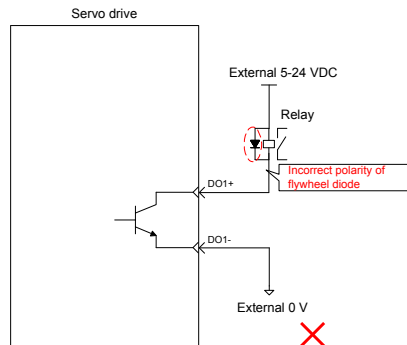 Servo drive
External 5-24 VDC
Relay
Incorrect polarity of
flywheel diode
DO1+
DO1-
External 0 V